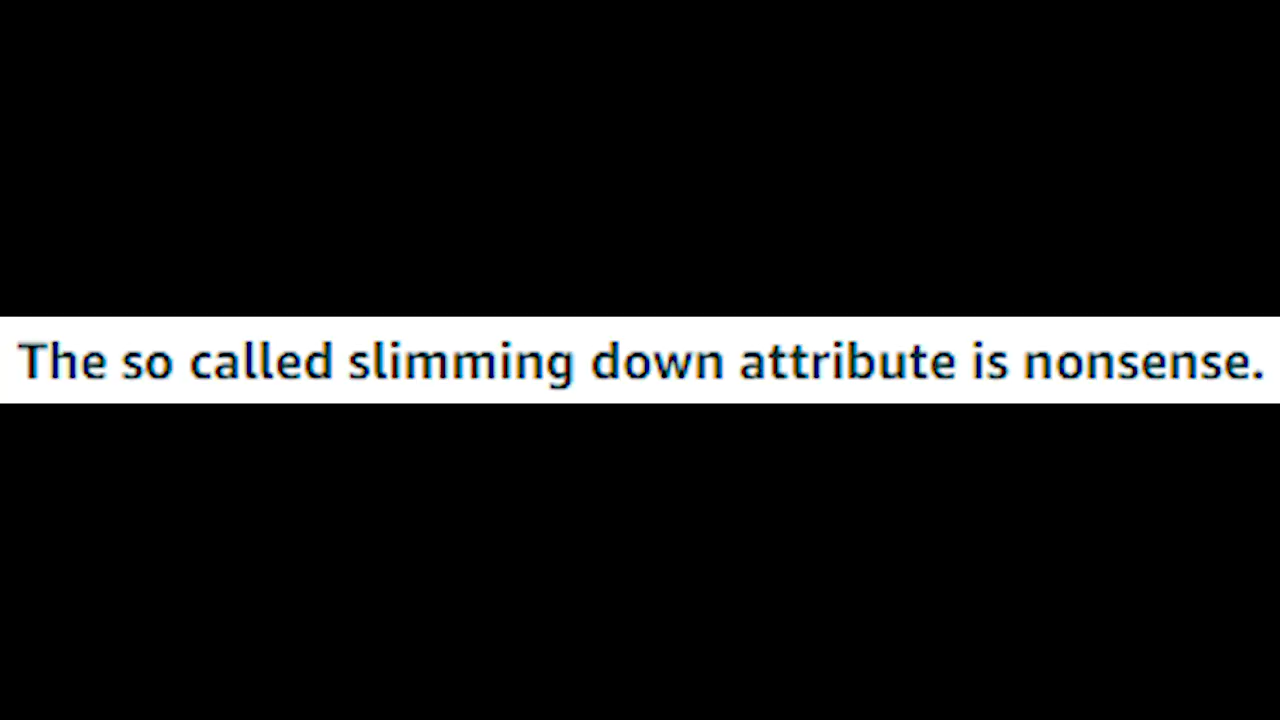 The so called slimming down attribute is nonsense.